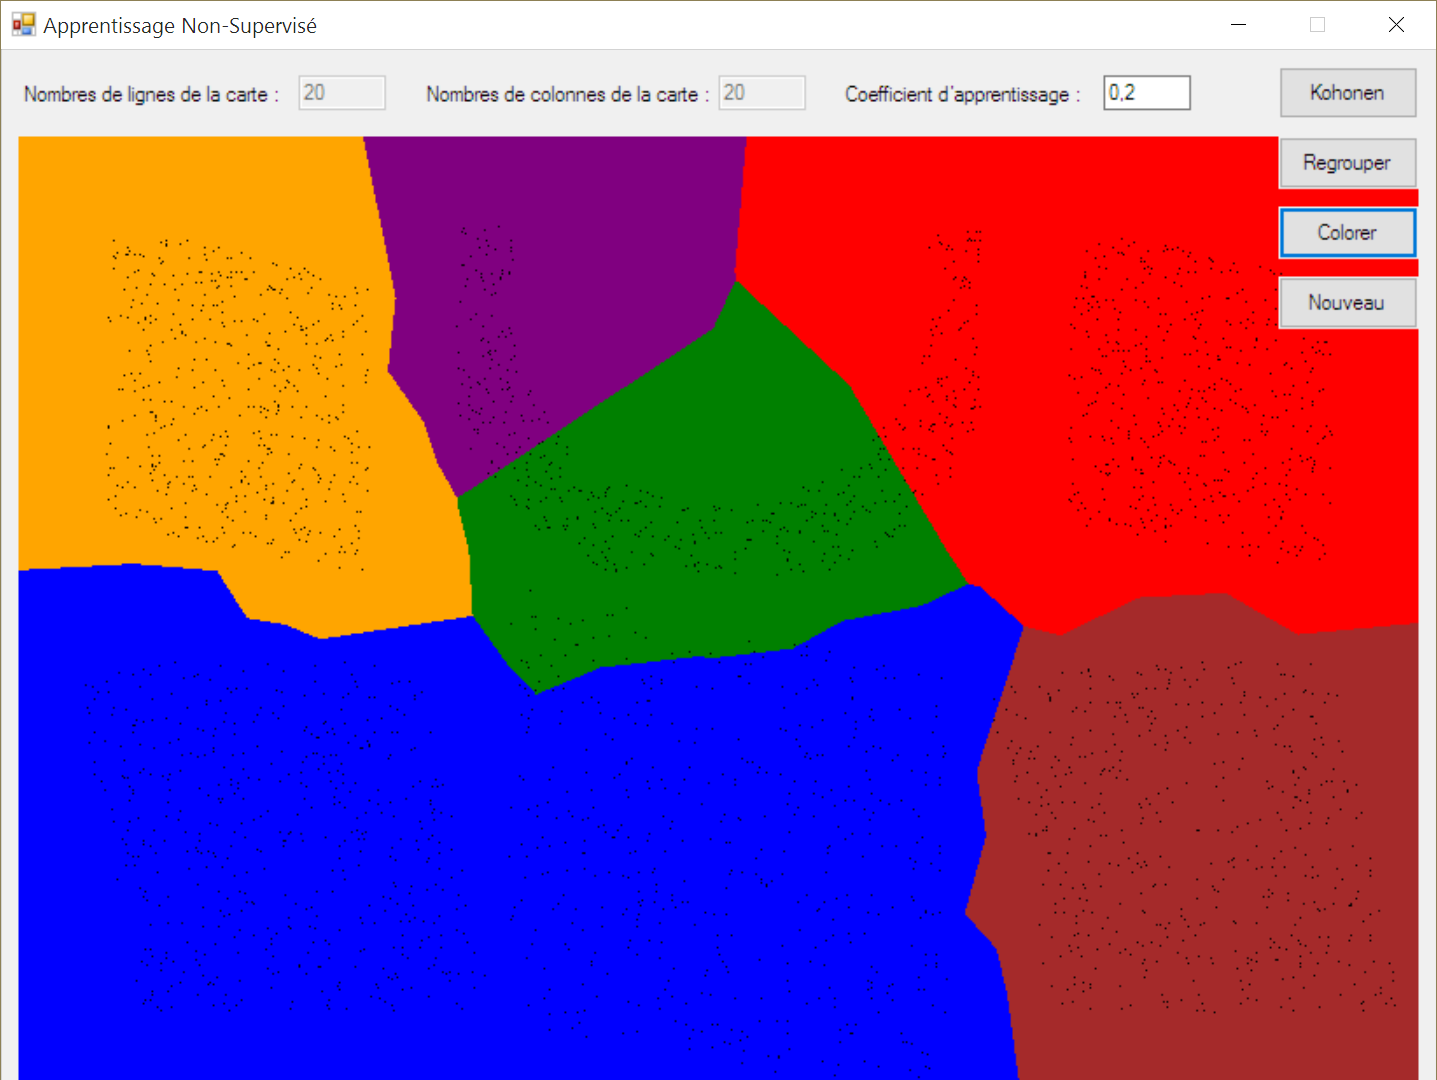 Apprentissage Non-Supervisé
Nombres de lignes de la carte : 20 Nombres de colonnes de la carte : 20 Coefficient d'apprentissage : 0,2 Kohonen
Regrouper
Colorer
Nouveau